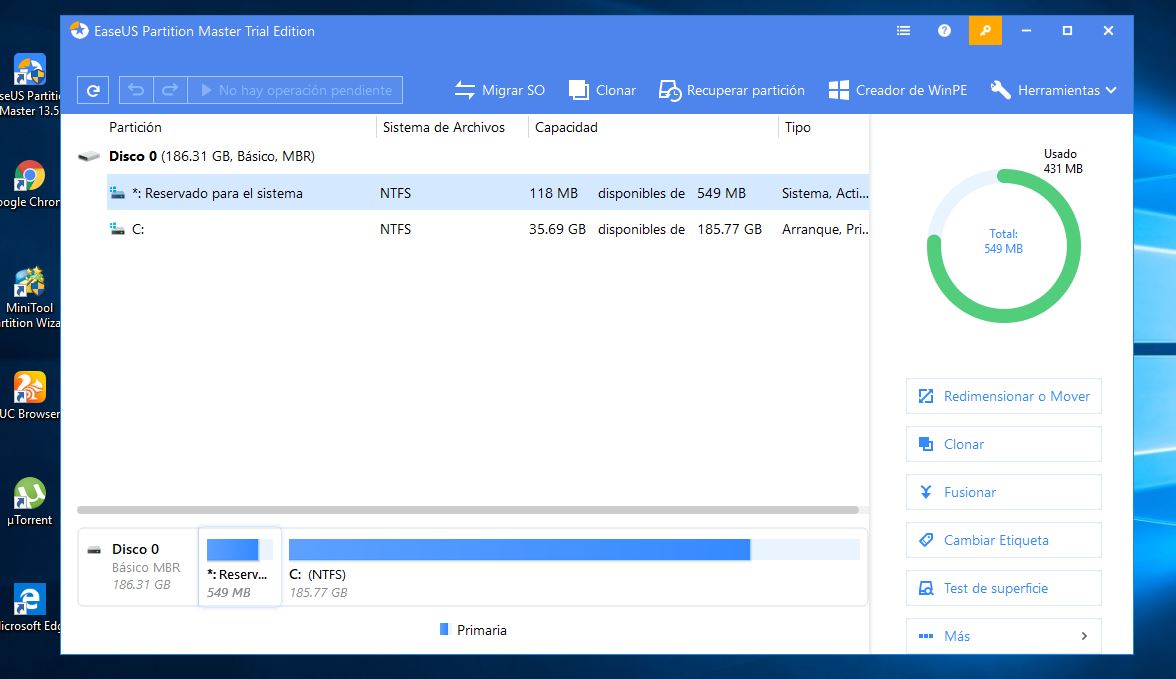 EaseUS Partition Master Trial Edition
No hay operación pendiente
Migrar SO
Clonar
Recuperar partición
Creador de WinPE
Herramientas
Partición
Sistema de Archivos
Capacidad
Tipo
Disco 0 (186.31 GB, Básico, MBR)
*: Reservado para el sistema NTFS 118 MB disponibles de 549 MB Sistema, Acti...
C: NTFS 35.69 GB disponibles de 185.77 GB Arranque, Pri...
Usado
431 MB
Total:
549 MB
Redimensionar o Mover
Clonar
Fusionar
Cambiar Etiqueta
Test de superficie
Más
Disco 0
Básico MBR
186.31 GB
*: Reserv...
549 MB
C: (NTFS)
185.77 GB
Primaria
seUS Partiti
Master 13.5
ogle Chron
MiniTool
rtition Wiza
UC Browser
µTorrent
licrosoft Edg